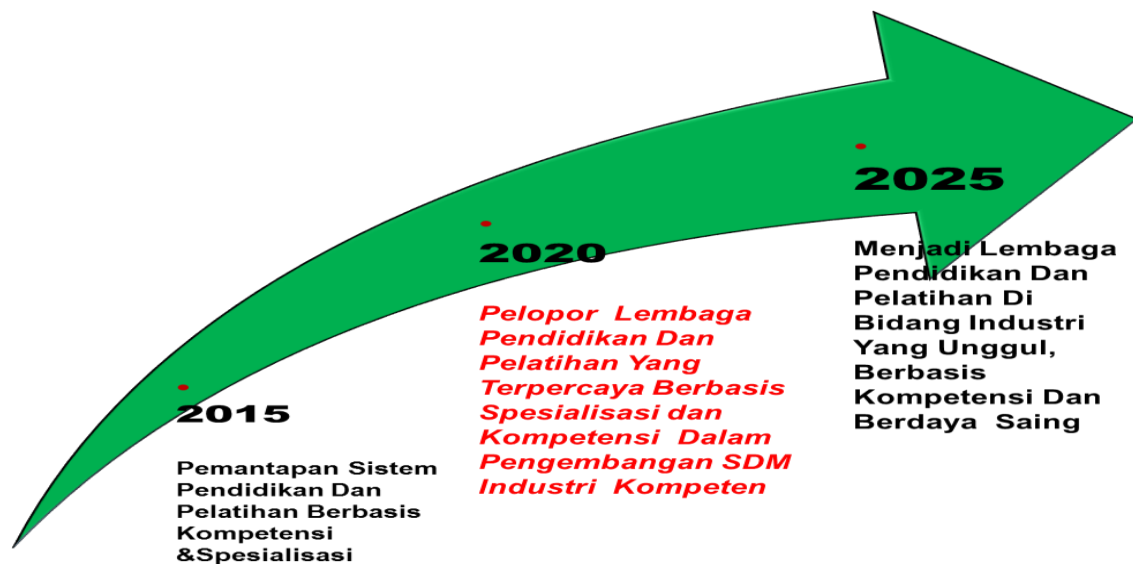 2015
Pemantapan Sistem
Pendidikan Dan
Pelatihan Berbasis
Kompetensi
&Spesialisasi
2020
Pelopor Lembaga
Pendidikan Dan
Pelatihan Yang
Terpercaya Berbasis
Spesialisasi dan
Kompetensi Dalam
Pengembangan SDM
Industri Kompeten
2025
Menjadi Lembaga
Pendidikan Dan
Pelatihan Di
Bidang Industri
Yang Unggul,
Berbasis
Kompetensi Dan
Berdaya Saing